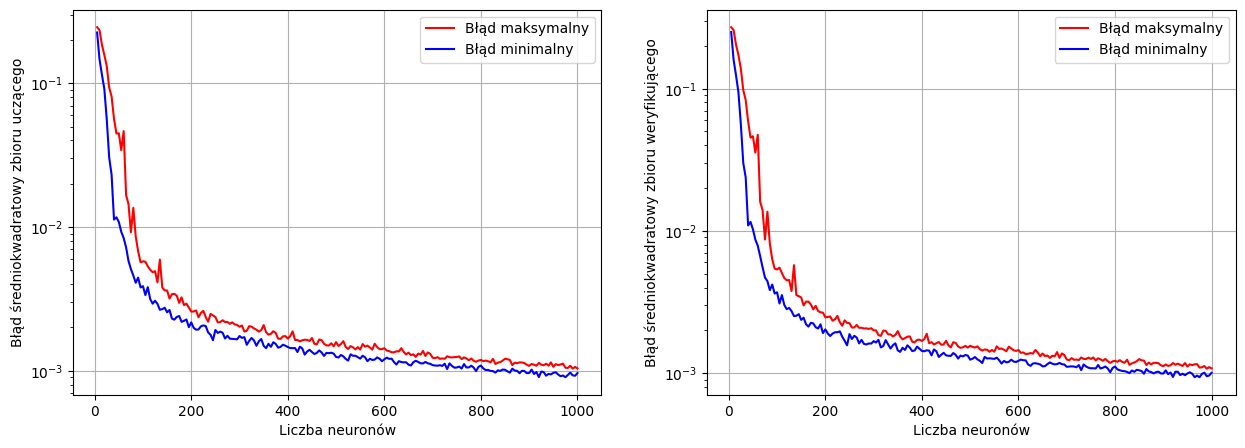 Błąd średniokwadratowy zbioru uczącego
10⁻¹
10⁻²
10⁻³
Błąd maksymalny
Błąd minimalny
0 200 400 600 800 1000
Liczba neuronów
Błąd średniokwadratowy zbioru weryfikującego
10⁻¹
10⁻²
10⁻³
Błąd maksymalny
Błąd minimalny
0 200 400 600 800 1000
Liczba neuronów